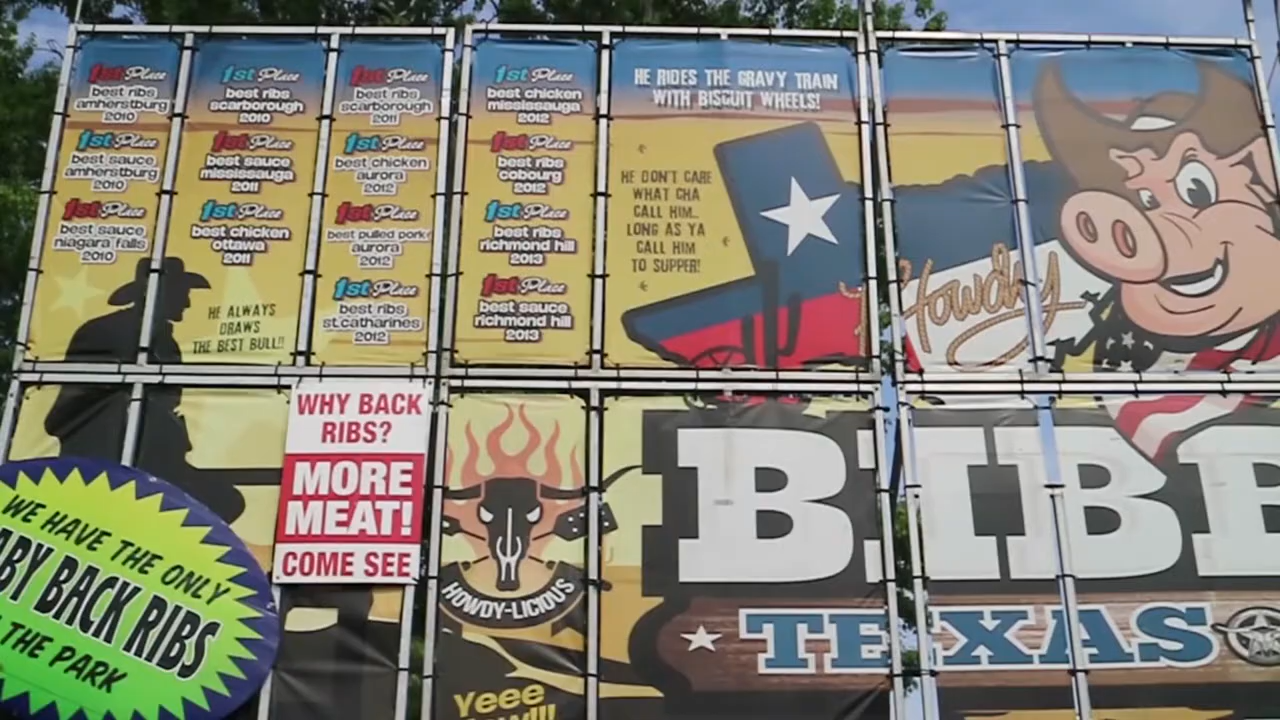 1st Place
best ribs
amherstburg
2010
1st Place
best sauce
amherstburg
2010
1st Place
best sauce
niagara falls
2010
1st Place
best ribs
scarborough
2010
1st Place
best sauce
mississauga
2011
1st Place
best chicken
ottawa
2011
HE ALWAYS
DRAWS
THE BEST BULL!!
1st Place
best ribs
scarborough
2011
1st Place
best chicken
aurora
2012
1st Place
best pulled pork
aurora
2012
1st Place
best ribs
st.catharines
2012
1st Place
best chicken
mississauga
2012
1st Place
best ribs
cobourg
2012
1st Place
best ribs
richmond hill
2013
1st Place
best sauce
richmond hill
2013
HE RIDES THE GRAVY TRAIN
WITH BISCUIT WHEELS!
HE DON'T CARE
WHAT CHA
CALL HIM..
LONG AS YA
CALL HIM
TO SUPPER!
Howdy
WE HAVE THE ONLY
BABY BACK RIBS
THE PARK
WHY BACK
RIBS?
MORE
MEAT!
COME SEE
HOWDY-LICIOUS
Yeee
BIBB
TEXAS